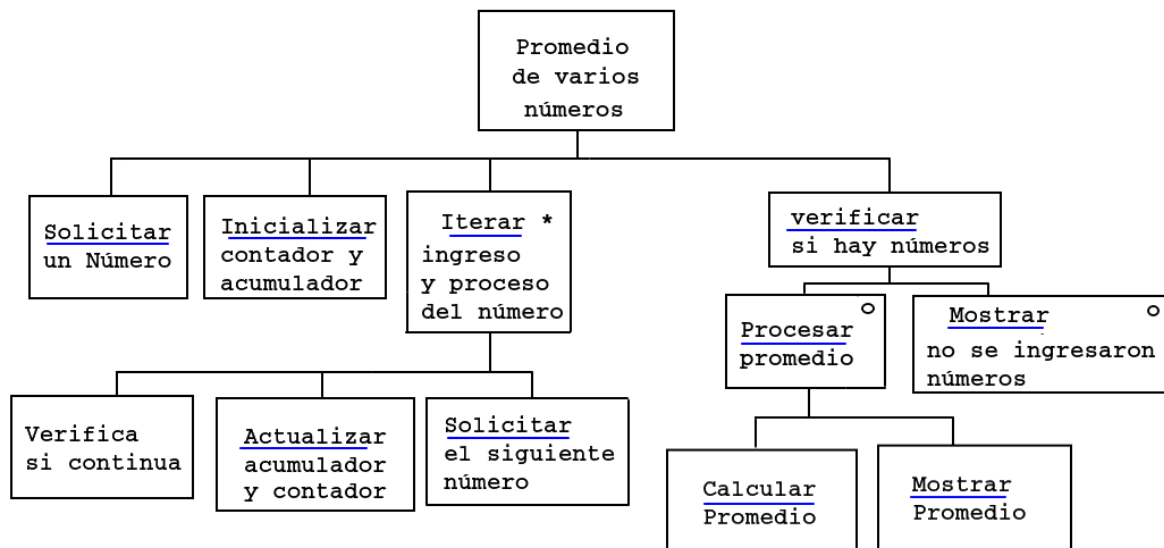 Promedio
de varios
números
Solicitar
un Número
Inicializar
contador y
acumulador
Iterar *
ingreso
y proceso
del número
verificar
si hay números
Procesar
promedio
Mostrar
no se ingresaron
números
Verifica
si continua
Actualizar
acumulador
y contador
Solicitar
el siguiente
número
Calcular
Promedio
Mostrar
Promedio